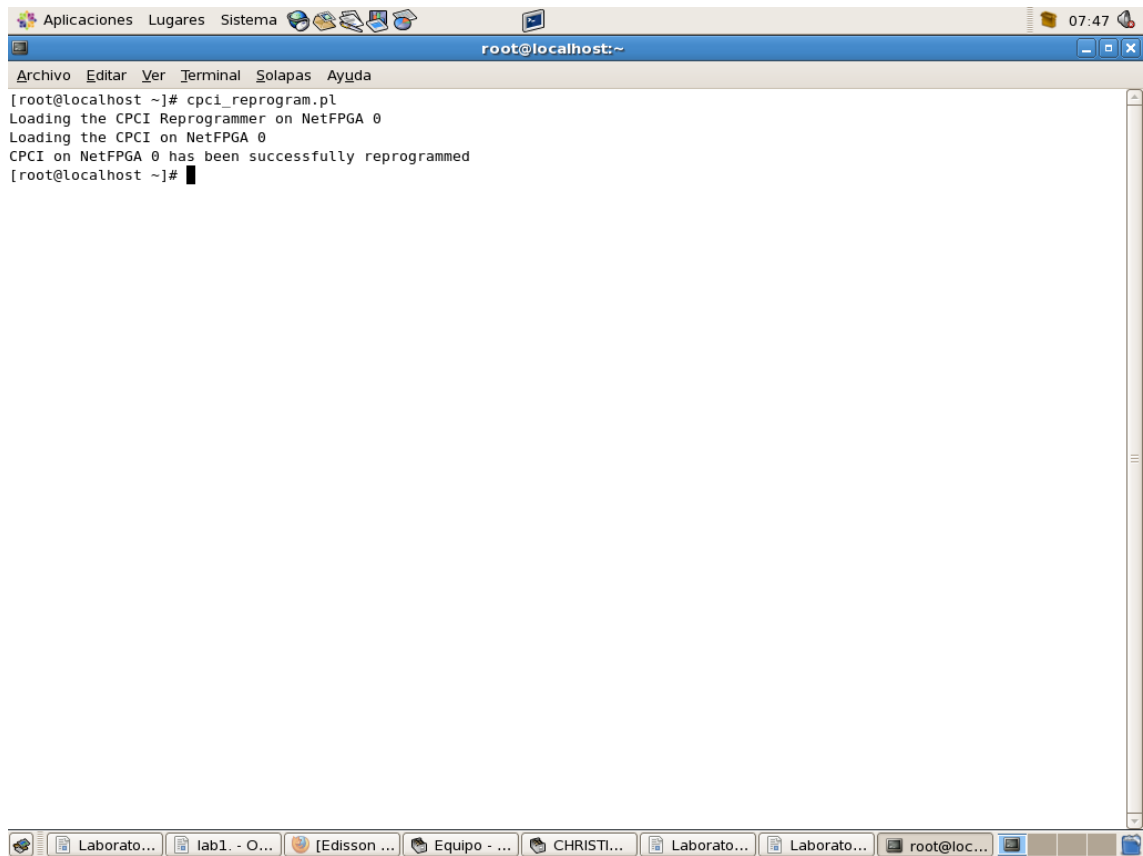 Aplicaciones Lugares Sistema 07:47
root@localhost:~
Archivo Editar Ver Terminal Solapas Ayuda
[root@localhost ~]# cpci_reprogram.pl
Loading the CPCI Reprogrammer on NetFPGA 0
Loading the CPCI on NetFPGA 0
CPCI on NetFPGA 0 has been successfully reprogrammed
[root@localhost ~]#
Laborato... lab1. - O... [Edisson ... Equipo - ... CHRISTI... Laborato... Laborato... root@loc...